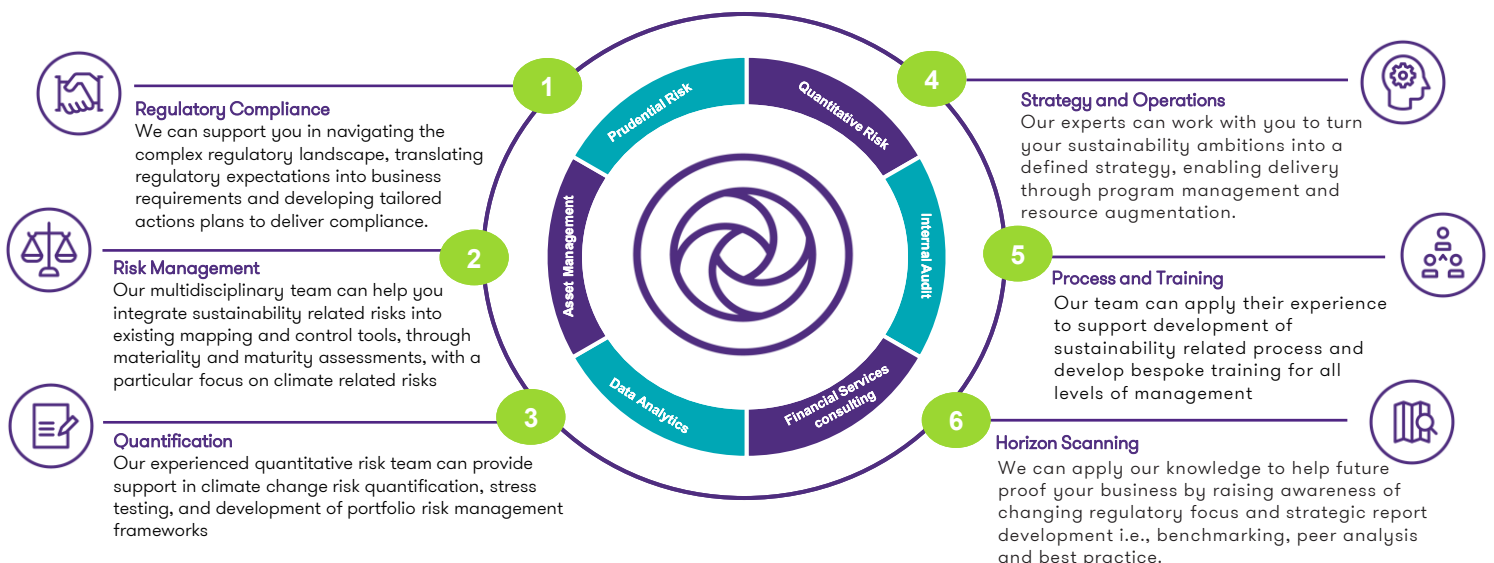 1
Regulatory Compliance
We can support you in navigating the
complex regulatory landscape, translating
regulatory expectations into business
requirements and developing tailored
actions plans to deliver compliance.
2
Risk Management
Our multidisciplinary team can help you
integrate sustainability related risks into
existing mapping and control tools, through
materiality and maturity assessments, with a
particular focus on climate related risks
3
Quantification
Our experienced quantitative risk team can provide
support in climate change risk quantification, stress
testing, and development of portfolio risk management
frameworks
Prudential Risk
Quantitative Risk
Asset Management
Internal Audit
Data Analytics
Financial Services
consulting
4
Strategy and Operations
Our experts can work with you to turn
your sustainability ambitions into a
defined strategy, enabling delivery
through program management and
resource augmentation.
5
Process and Training
Our team can apply their experience
to support development of
sustainability related process and
develop bespoke training for all
levels of management
6
Horizon Scanning
We can apply our knowledge to help future
proof your business by raising awareness of
changing regulatory focus and strategic report
development i.e., benchmarking, peer analysis
and best practice.